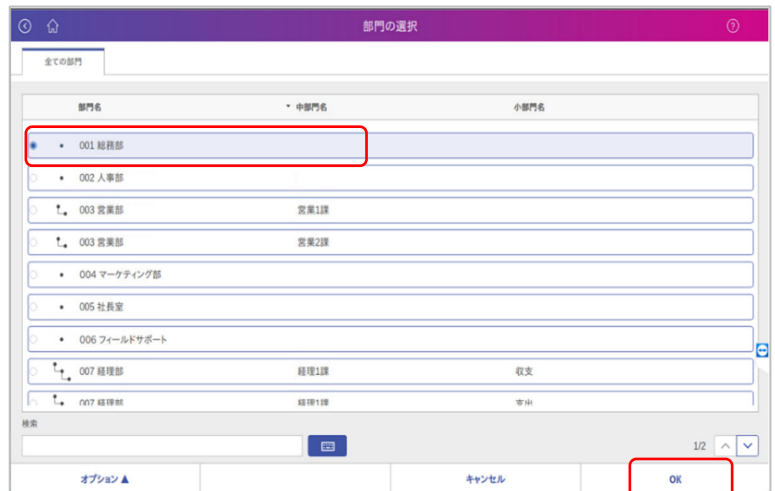 部門の選択
全ての部門
部門名 中部門名 小部門名
001 総務部
002 人事部
003 営業部 営業1課
003 営業部 営業2課
004 マーケティング部
005 社長室
006 フィールドサポート
007 経理部 経理1課 収支
007 経理部 経理1課 支出
検索
1/2
オプション▲ キャンセル OK